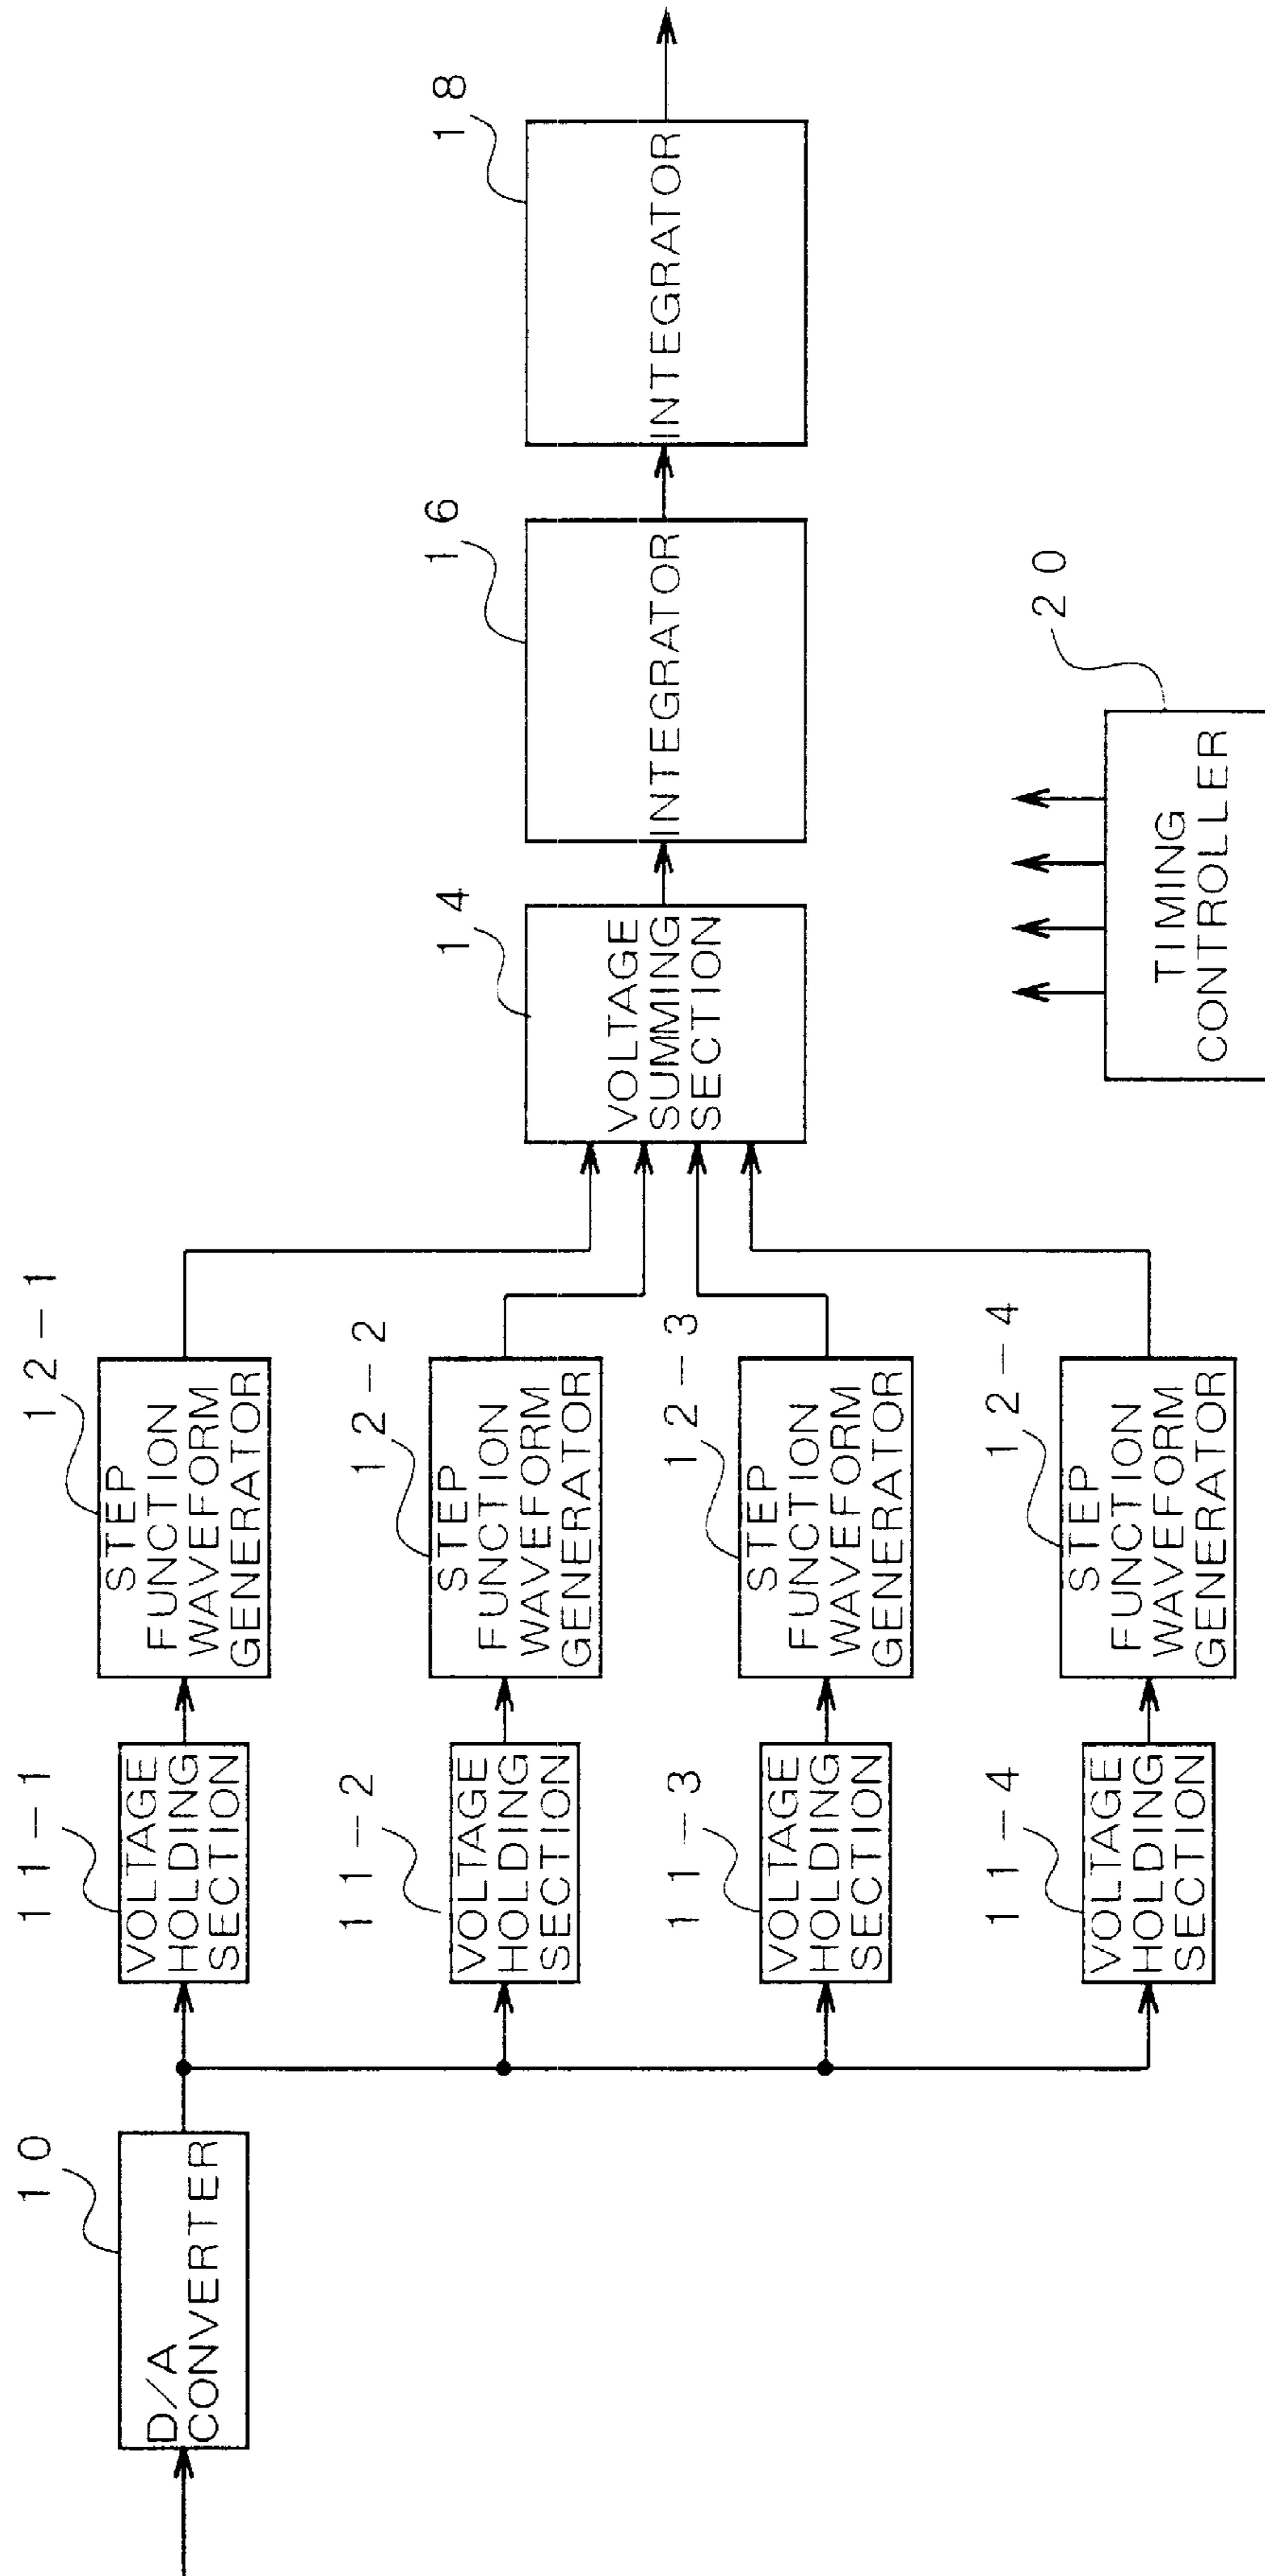 10
D/A
CONVERTER
11-1
VOLTAGE
HOLDING
SECTION
12-1
STEP
FUNCTION
WAVEFORM
GENERATOR
11-2
VOLTAGE
HOLDING
SECTION
12-2
STEP
FUNCTION
WAVEFORM
GENERATOR
11-3
VOLTAGE
HOLDING
SECTION
12-3
STEP
FUNCTION
WAVEFORM
GENERATOR
11-4
VOLTAGE
HOLDING
SECTION
12-4
STEP
FUNCTION
WAVEFORM
GENERATOR
14
VOLTAGE
SUMMING
SECTION
16
INTEGRATOR
18
INTEGRATOR
20
TIMING
CONTROLLER